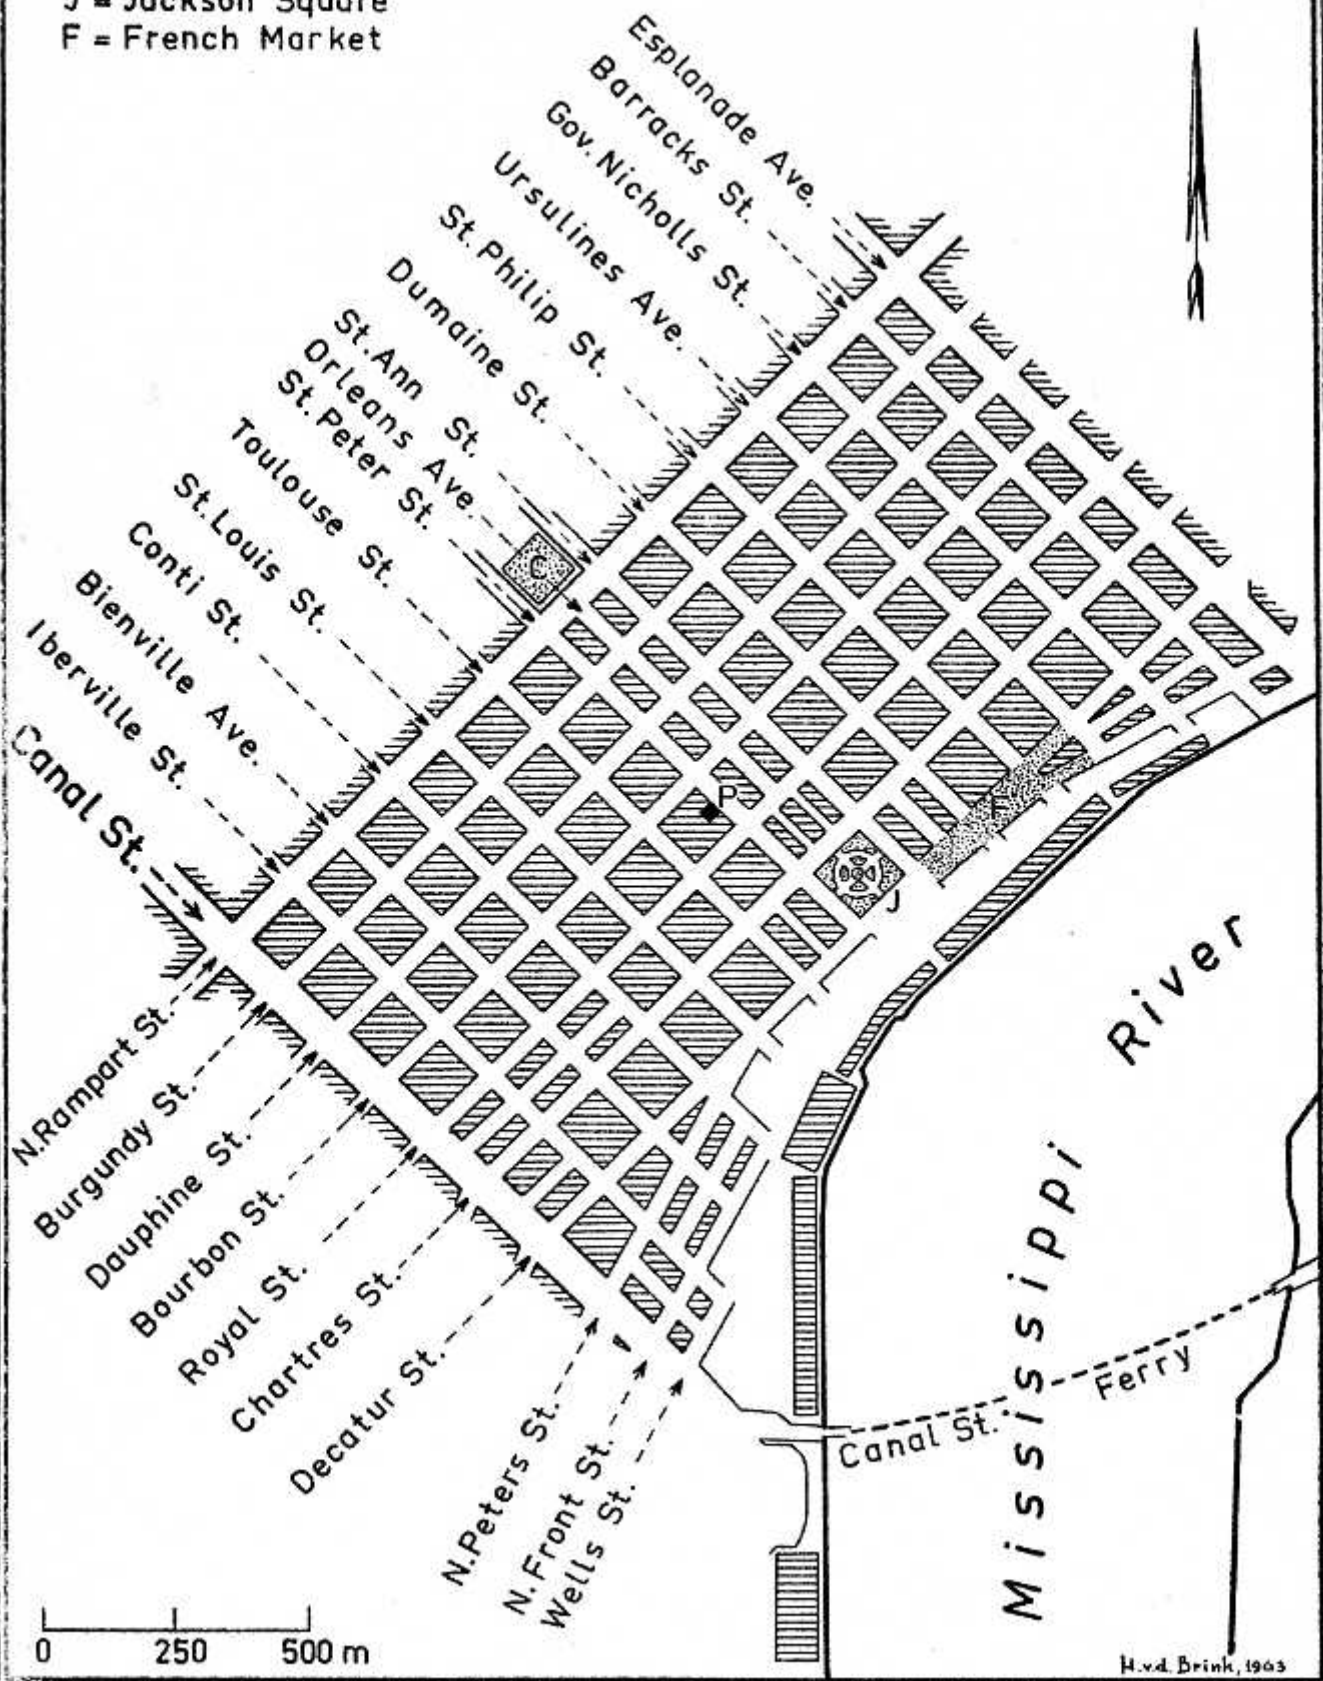 J = Jackson Square
F = French Market
Esplanade Ave.
Barracks St.
Gov. Nicholls St.
Ursulines Ave.
St. Philip St.
Dumaine St.
St. Ann St.
Orleans Ave.
St. Peter St.
Toulouse St.
St. Louis St.
Conti St.
Bienville Ave.
Iberville St.
Canal St.
C
P
F
J
N. Rampart St.
Burgundy St.
Dauphine St.
Bourbon St.
Royal St.
Chartres St.
Decatur St.
N. Peters St.
N. Front St.
Wells St.
Mississippi River
Canal St. Ferry
0 250 500 m
H.v.d. Brink, 1963